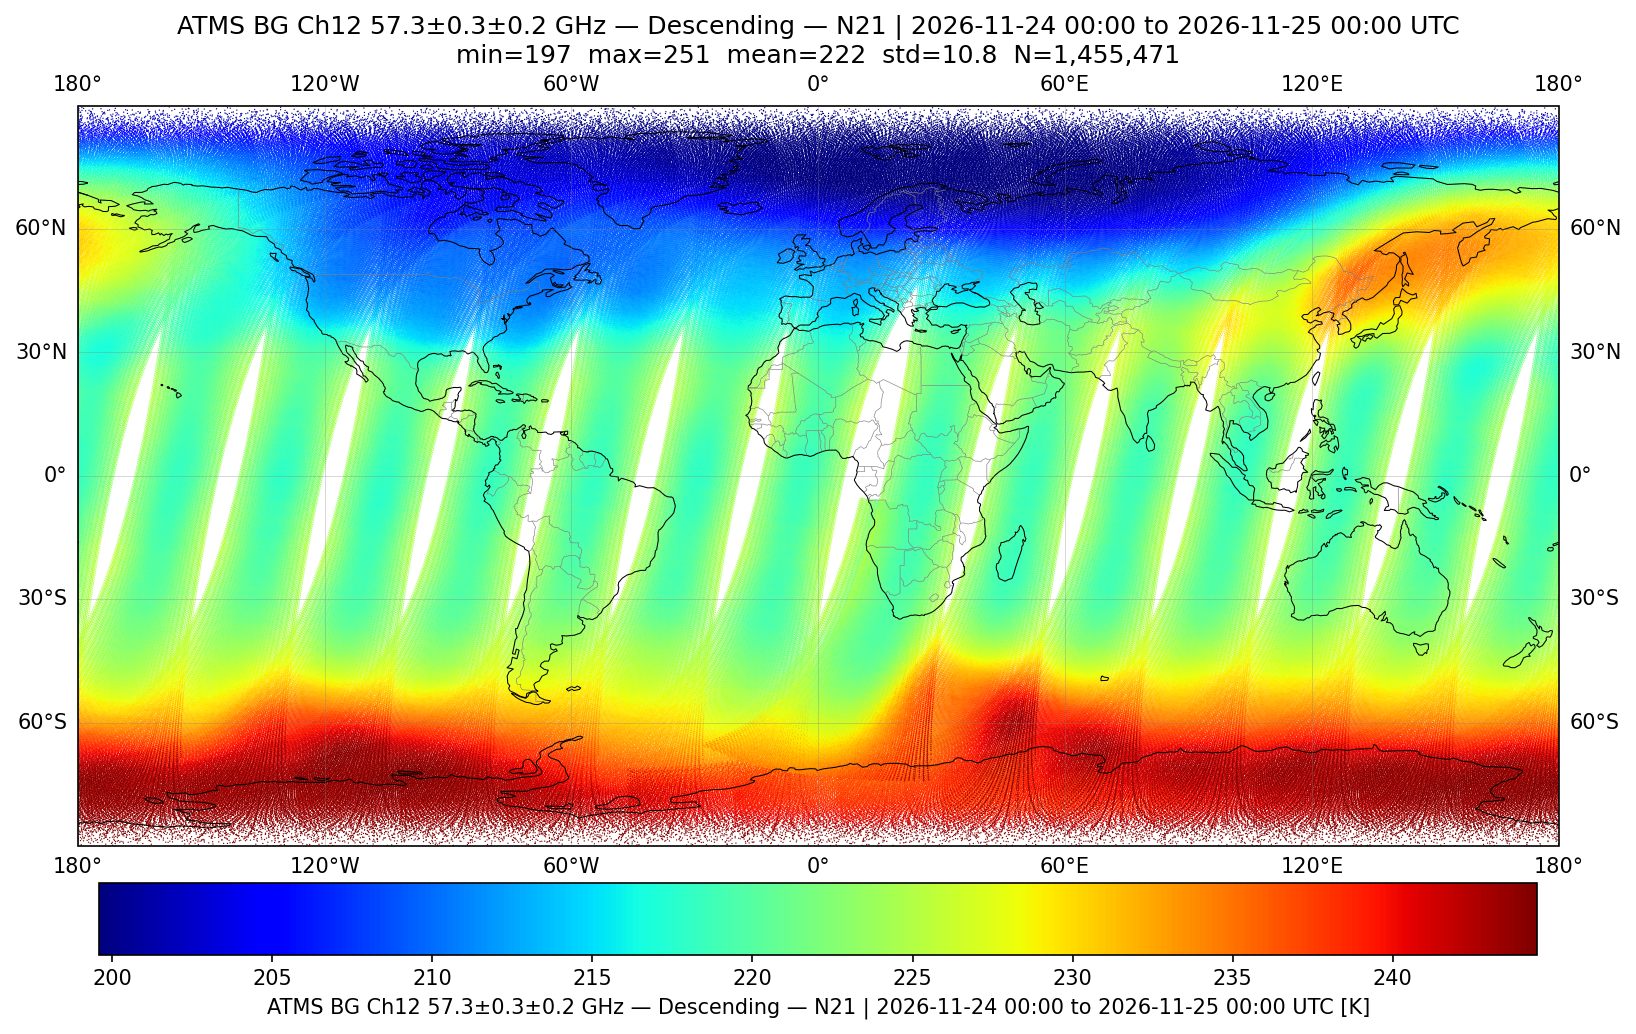 ATMS BG Ch12 57.3±0.3±0.2 GHz — Descending — N21 | 2026-11-24 00:00 to 2026-11-25 00:00 UTC
min=197  max=251  mean=222  std=10.8  N=1,455,471
180° 120°W 60°W 0° 60°E 120°E 180°
60°N 60°N
30°N 30°N
0° 0°
30°S 30°S
60°S 60°S
180° 120°W 60°W 0° 60°E 120°E 180°
200 205 210 215 220 225 230 235 240
ATMS BG Ch12 57.3±0.3±0.2 GHz — Descending — N21 | 2026-11-24 00:00 to 2026-11-25 00:00 UTC [K]